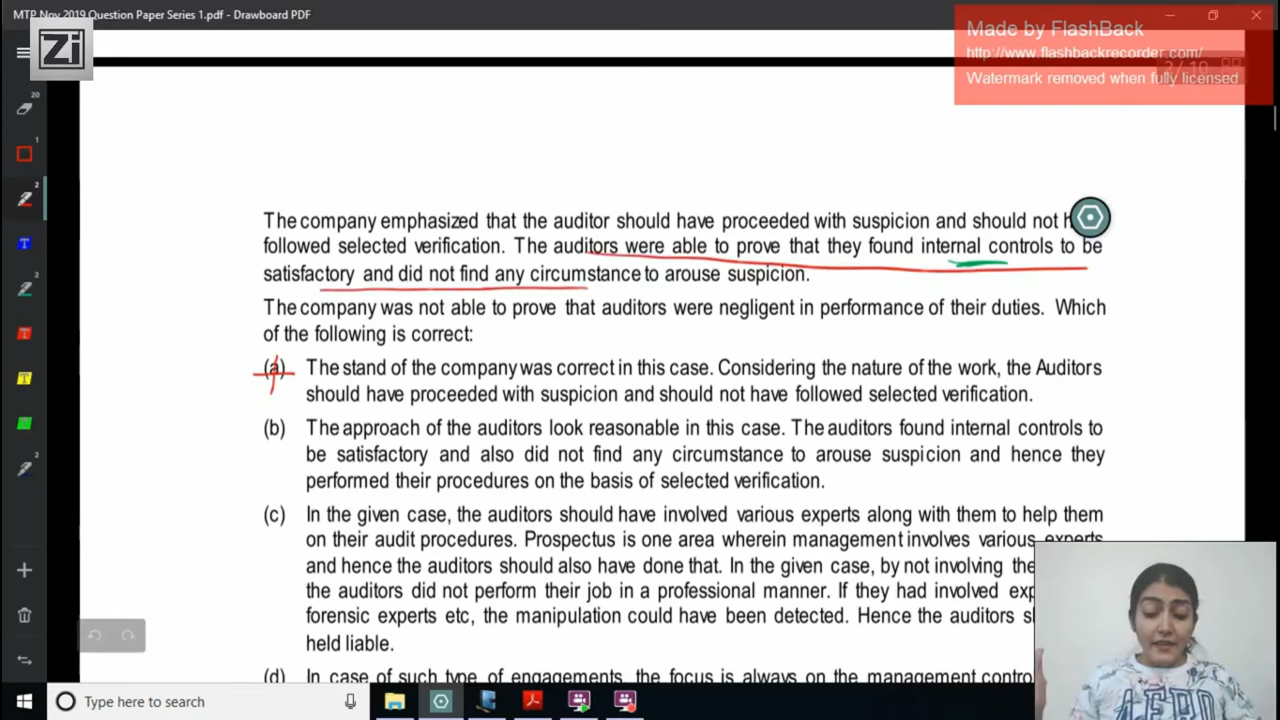 MTP Nov 2019 Question Paper Series 1.pdf - Drawboard PDF
Zi
Made by FlashBack
http://www.flashbackrecorder.com/
2 / 10
Watermark removed when fully licensed
20
1
2
T
2
T
T
2
The company emphasized that the auditor should have proceeded with suspicion and should not
followed selected verification. The auditors were able to prove that they found internal controls to be
satisfactory and did not find any circumstance to arouse suspicion.
The company was not able to prove that auditors were negligent in performance of their duties. Which
of the following is correct:
(a) The stand of the company was correct in this case. Considering the nature of the work, the Auditors
should have proceeded with suspicion and should not have followed selected verification.
(b) The approach of the auditors look reasonable in this case. The auditors found internal controls to
be satisfactory and also did not find any circumstance to arouse suspicion and hence they
performed their procedures on the basis of selected verification.
(c) In the given case, the auditors should have involved various experts along with them to help them
on their audit procedures. Prospectus is one area wherein management involves various experts
and hence the auditors should also have done that. In the given case, by not involving
the auditors did not perform their job in a professional manner. If they had involved
forensic experts etc, the manipulation could have been detected. Hence the auditors
held liable.
(d) In case of such type of engagements, the focus is always on the management
Type here to search
AERO